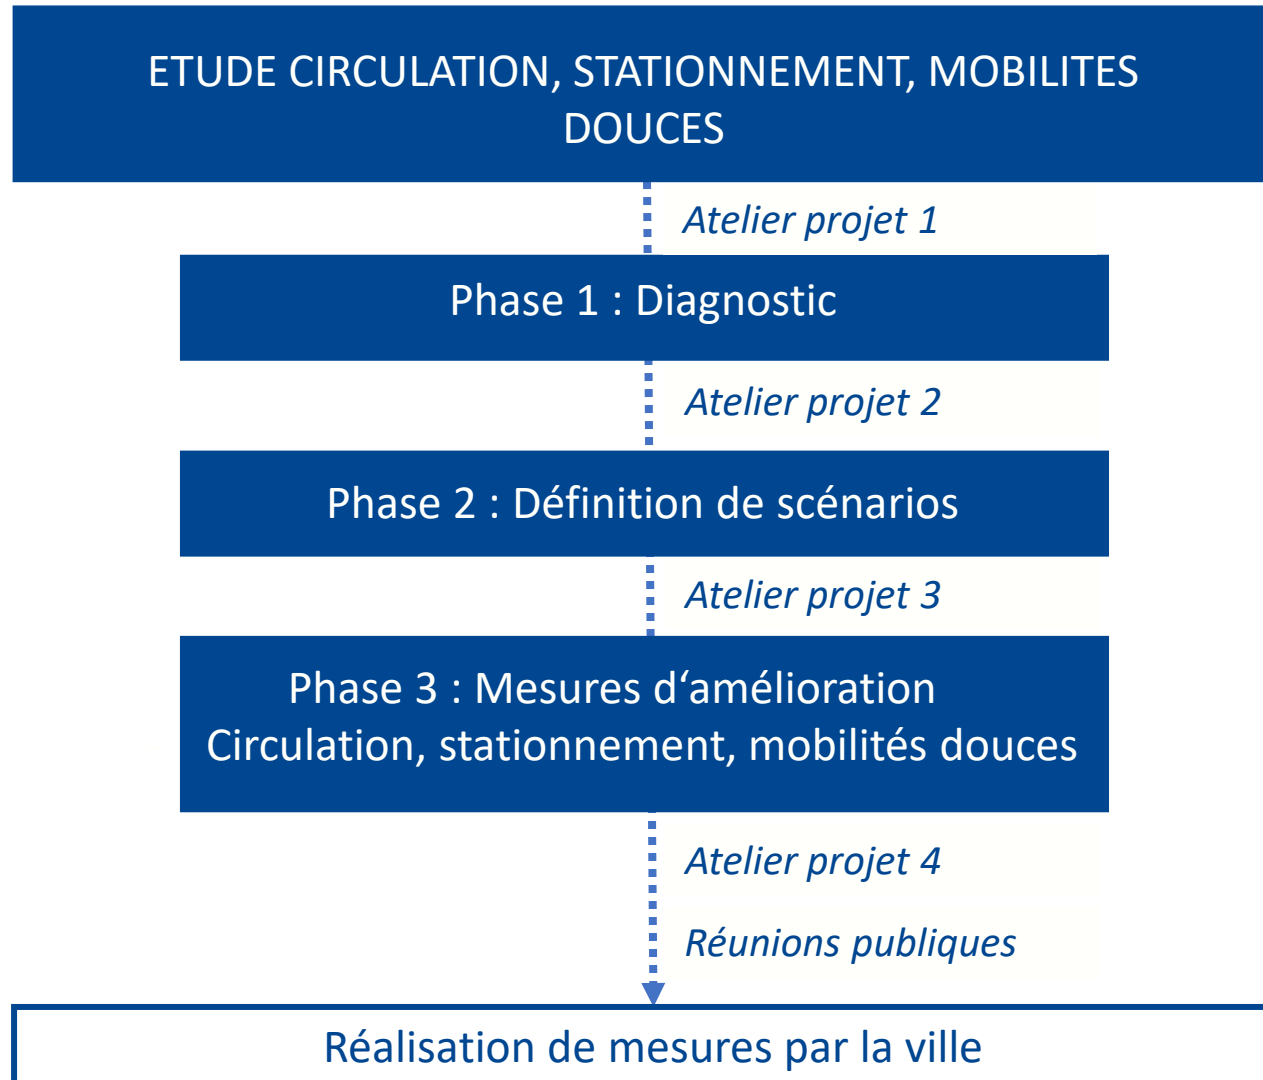 ETUDE CIRCULATION, STATIONNEMENT, MOBILITES
DOUCES
Atelier projet 1
Phase 1 : Diagnostic
Atelier projet 2
Phase 2 : Définition de scénarios
Atelier projet 3
Phase 3 : Mesures d‘amélioration
Circulation, stationnement, mobilités douces
Atelier projet 4
Réunions publiques
Réalisation de mesures par la ville